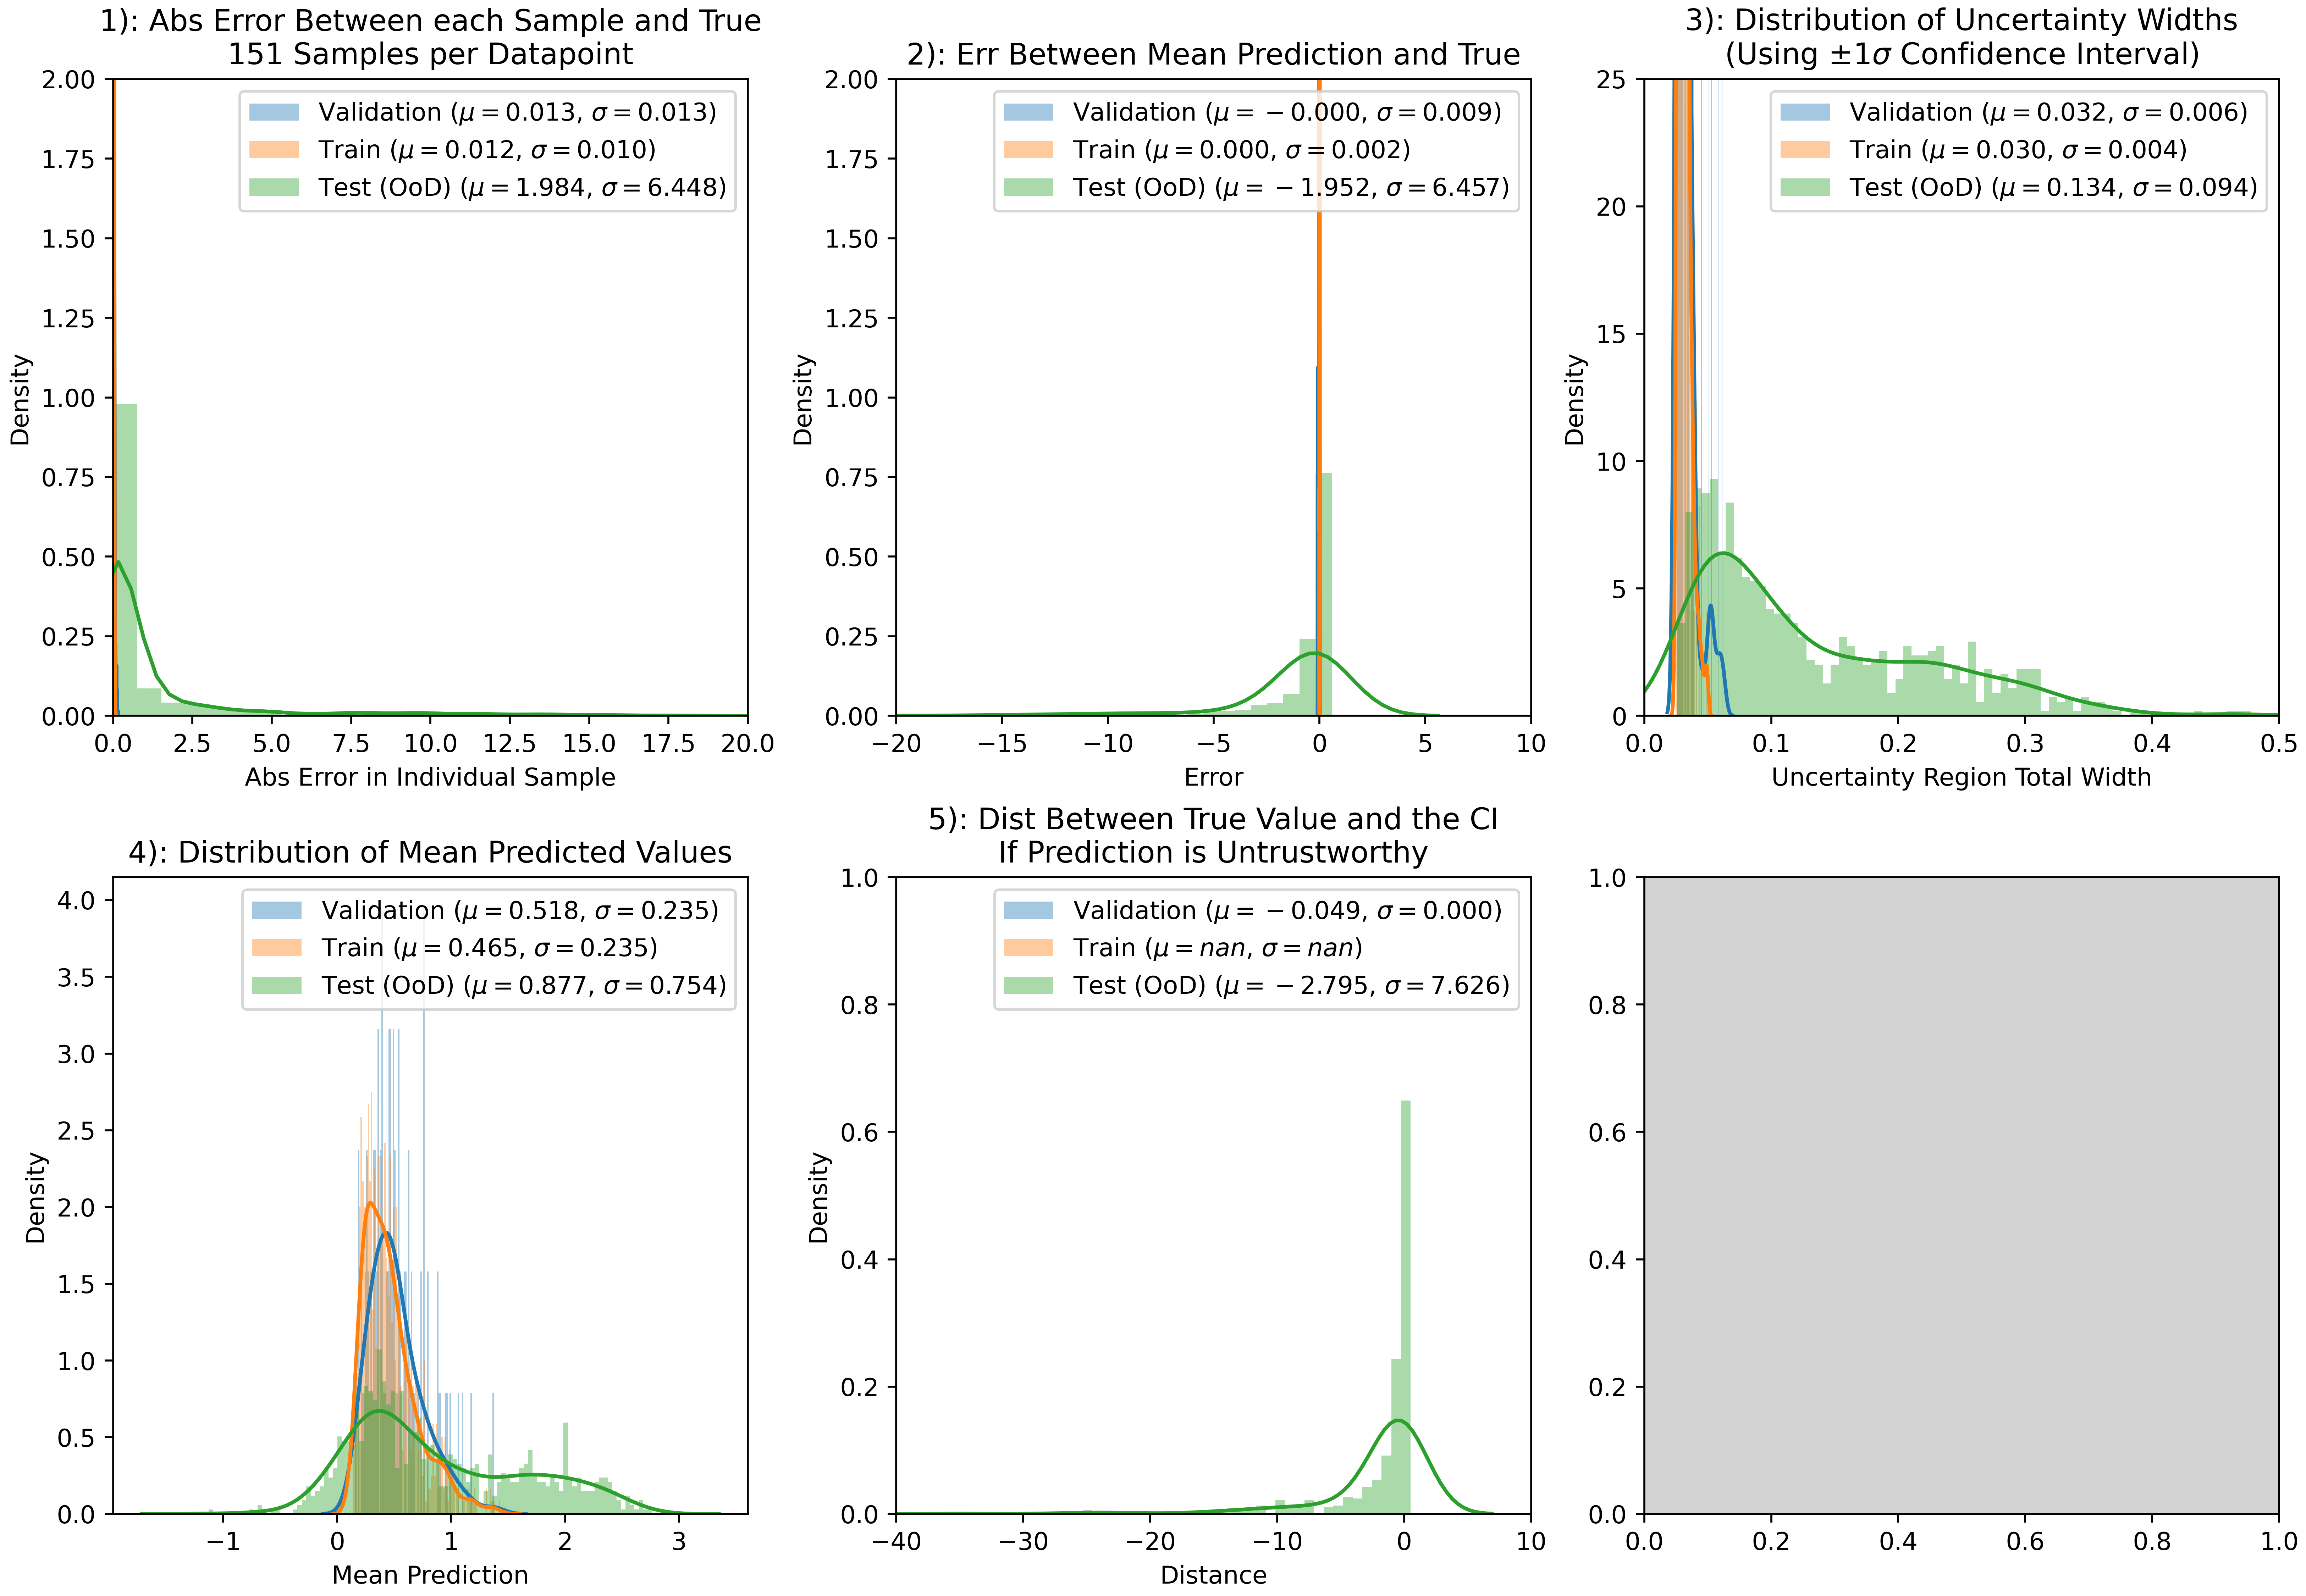 1): Abs Error Between each Sample and True
151 Samples per Datapoint
2.00
1.75
1.50
1.25
1.00
0.75
0.50
0.25
0.00
Density
Validation (μ = 0.013, σ = 0.013)
Train (μ = 0.012, σ = 0.010)
Test (OoD) (μ = 1.984, σ = 6.448)
0.0 2.5 5.0 7.5 10.0 12.5 15.0 17.5 20.0
Abs Error in Individual Sample
2): Err Between Mean Prediction and True
2.00
1.75
1.50
1.25
1.00
0.75
0.50
0.25
0.00
Density
Validation (μ = −0.000, σ = 0.009)
Train (μ = 0.000, σ = 0.002)
Test (OoD) (μ = −1.952, σ = 6.457)
−20 −15 −10 −5 0 5 10
Error
3): Distribution of Uncertainty Widths
(Using ±1σ Confidence Interval)
25
20
15
10
5
0
Density
Validation (μ = 0.032, σ = 0.006)
Train (μ = 0.030, σ = 0.004)
Test (OoD) (μ = 0.134, σ = 0.094)
0.0 0.1 0.2 0.3 0.4 0.5
Uncertainty Region Total Width
4): Distribution of Mean Predicted Values
4.0
3.5
3.0
2.5
2.0
1.5
1.0
0.5
0.0
Density
Validation (μ = 0.518, σ = 0.235)
Train (μ = 0.465, σ = 0.235)
Test (OoD) (μ = 0.877, σ = 0.754)
−1 0 1 2 3
Mean Prediction
5): Dist Between True Value and the CI
If Prediction is Untrustworthy
1.0
0.8
0.6
0.4
0.2
0.0
Density
Validation (μ = −0.049, σ = 0.000)
Train (μ = nan, σ = nan)
Test (OoD) (μ = −2.795, σ = 7.626)
−40 −30 −20 −10 0 10
Distance
1.0
0.8
0.6
0.4
0.2
0.0
0.0 0.2 0.4 0.6 0.8 1.0